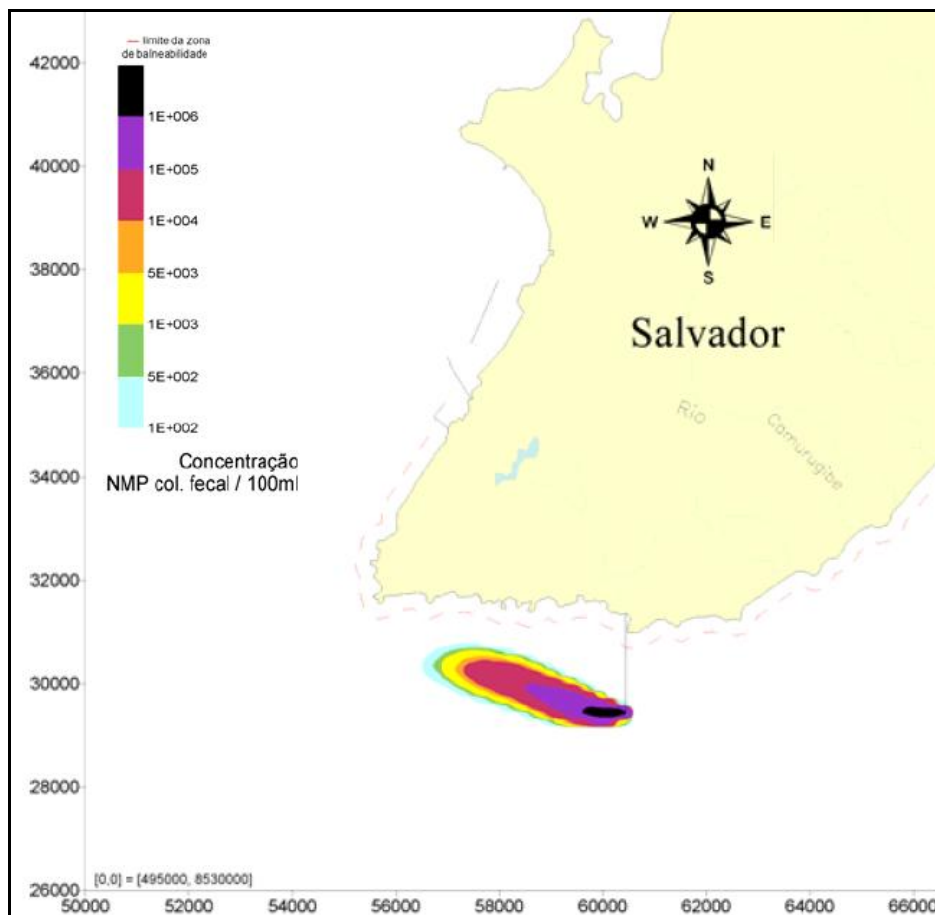 limite da zona
de balneabilidade
1E+006
1E+005
1E+004
5E+003
1E+003
5E+002
1E+002
Concentração
NMP col. fecal / 100ml
N
W
E
S
Salvador
Rio
Camurugibe
42000
40000
38000
36000
34000
32000
30000
28000
26000
[0,0] = [495000, 8530000]
50000 52000 54000 56000 58000 60000 62000 64000 66000